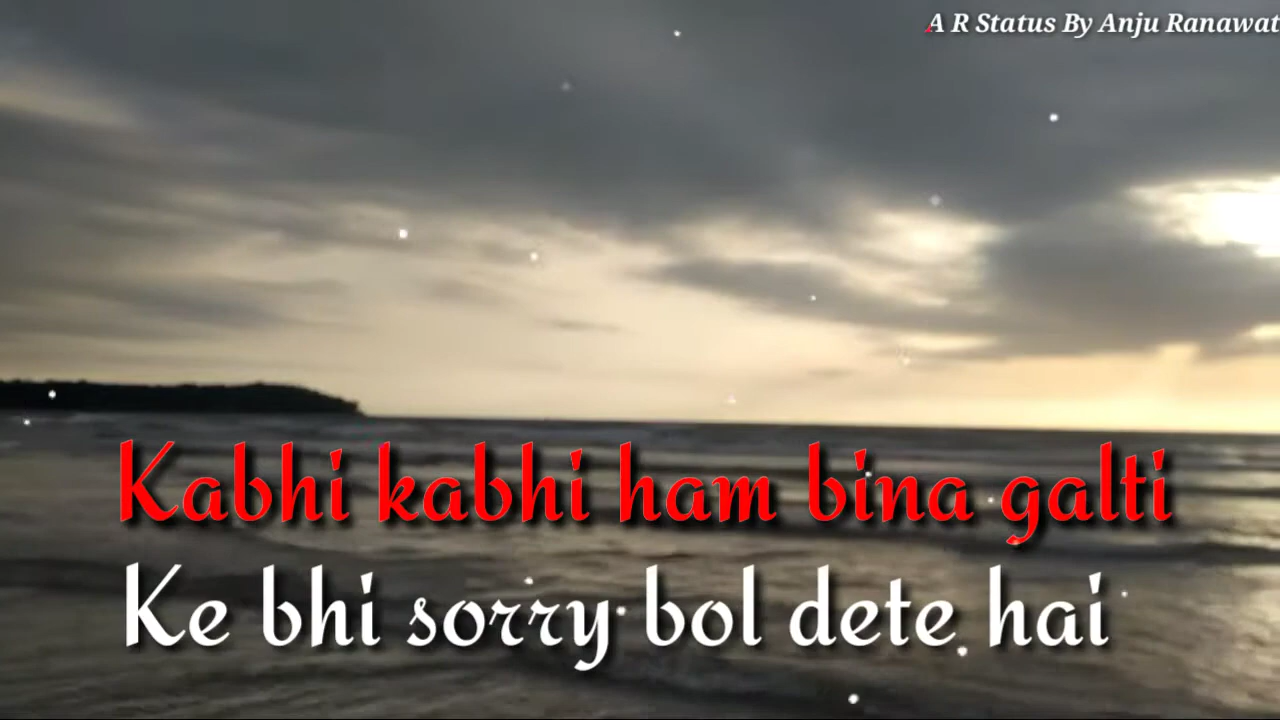 A R Status By Anju Ranawat
Kabhi kabhi ham bina galti
Ke bhi sorry bol dete hai